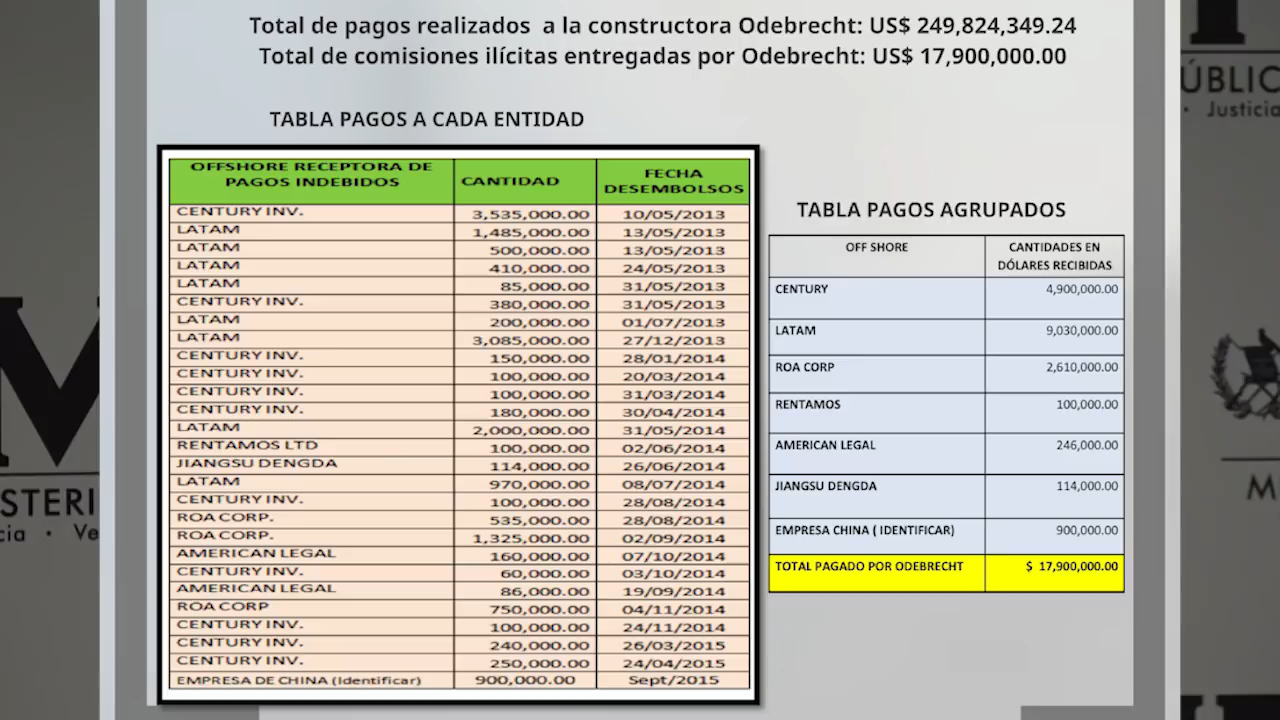 Total de pagos realizados a la constructora Odebrecht: US$ 249,824,349.24
Total de comisiones ilícitas entregadas por Odebrecht: US$ 17,900,000.00
TABLA PAGOS A CADA ENTIDAD
OFFSHORE RECEPTORA DE PAGOS INDEBIDOS CANTIDAD FECHA DESEMBOLSOS
CENTURY INV. 3,535,000.00 10/05/2013
LATAM 1,485,000.00 13/05/2013
LATAM 500,000.00 13/05/2013
LATAM 410,000.00 24/05/2013
LATAM 85,000.00 31/05/2013
CENTURY INV. 380,000.00 31/05/2013
LATAM 200,000.00 01/07/2013
LATAM 3,085,000.00 27/12/2013
CENTURY INV. 150,000.00 28/01/2014
CENTURY INV. 100,000.00 20/03/2014
CENTURY INV. 100,000.00 31/03/2014
CENTURY INV. 180,000.00 30/04/2014
LATAM 2,000,000.00 31/05/2014
RENTAMOS LTD 100,000.00 02/06/2014
JIANGSU DENGDA 114,000.00 26/06/2014
LATAM 970,000.00 08/07/2014
CENTURY INV. 100,000.00 28/08/2014
ROA CORP. 535,000.00 28/08/2014
ROA CORP. 1,325,000.00 02/09/2014
AMERICAN LEGAL 160,000.00 07/10/2014
CENTURY INV. 60,000.00 03/10/2014
AMERICAN LEGAL 86,000.00 19/09/2014
ROA CORP 750,000.00 04/11/2014
CENTURY INV. 100,000.00 24/11/2014
CENTURY INV. 240,000.00 26/03/2015
CENTURY INV. 250,000.00 24/04/2015
EMPRESA DE CHINA (Identificar) 900,000.00 Sept/2015
TABLA PAGOS AGRUPADOS
OFF SHORE CANTIDADES EN DÓLARES RECIBIDAS
CENTURY 4,900,000.00
LATAM 9,030,000.00
ROA CORP 2,610,000.00
RENTAMOS 100,000.00
AMERICAN LEGAL 246,000.00
JIANGSU DENGDA 114,000.00
EMPRESA CHINA ( IDENTIFICAR) 900,000.00
TOTAL PAGADO POR ODEBRECHT $ 17,900,000.00
M
STERI
cia · Ve
ÚBLIC
· Justicia
M